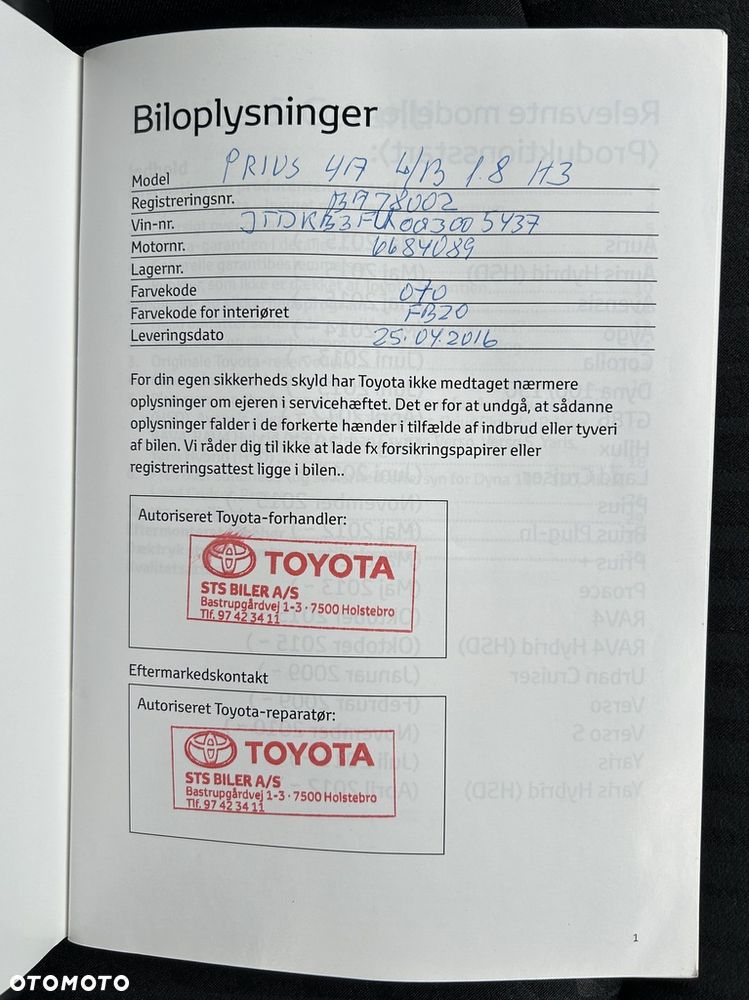 Biloplysninger
Model PRIUS 4/B 1.8 H3
Registreringsnr. BA78002
Vin-nr.
Motornr. 6684089
Lagernr.
Farvekode 070
Farvekode for interiøret FB20
Leveringsdato 25.04.2016
For din egen sikkerheds skyld har Toyota ikke medtaget nærmere
oplysninger om ejeren i servicehæftet. Det er for at undgå, at sådanne
oplysninger falder i de forkerte hænder i tilfælde af indbrud eller tyveri
af bilen. Vi råder dig til ikke at lade fx forsikringspapirer eller
registreringsattest ligge i bilen..
Autoriseret Toyota-forhandler:
TOYOTA
STS BILER A/S
Bastrupgårdvej 1-3 · 7500 Holstebro
Tlf. 97 42 34 11
Eftermarkedskontakt
Autoriseret Toyota-reparatør:
TOYOTA
STS BILER A/S
Bastrupgårdvej 1-3 · 7500 Holstebro
Tlf. 97 42 34 11
1
OTOMOTO